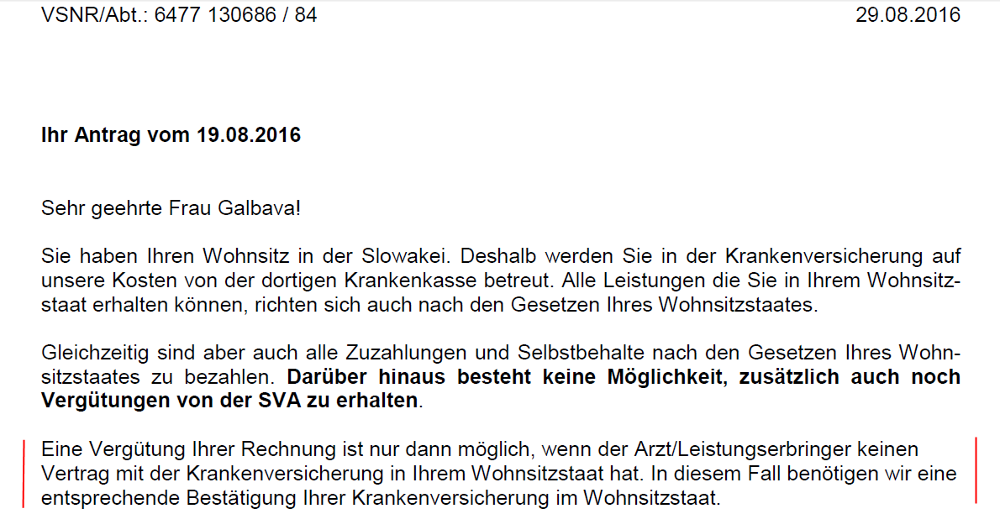 VSNR/Abt.: 6477 130686 / 84 29.08.2016
Ihr Antrag vom 19.08.2016
Sehr geehrte Frau Galbava!
Sie haben Ihren Wohnsitz in der Slowakei. Deshalb werden Sie in der Krankenversicherung auf
unsere Kosten von der dortigen Krankenkasse betreut. Alle Leistungen die Sie in Ihrem Wohnsitz-
staat erhalten können, richten sich auch nach den Gesetzen Ihres Wohnsitzstaates.
Gleichzeitig sind aber auch alle Zuzahlungen und Selbstbehalte nach den Gesetzen Ihres Wohn-
sitzstaates zu bezahlen. Darüber hinaus besteht keine Möglichkeit, zusätzlich auch noch
Vergütungen von der SVA zu erhalten.
Eine Vergütung Ihrer Rechnung ist nur dann möglich, wenn der Arzt/Leistungserbringer keinen
Vertrag mit der Krankenversicherung in Ihrem Wohnsitzstaat hat. In diesem Fall benötigen wir eine
entsprechende Bestätigung Ihrer Krankenversicherung im Wohnsitzstaat.